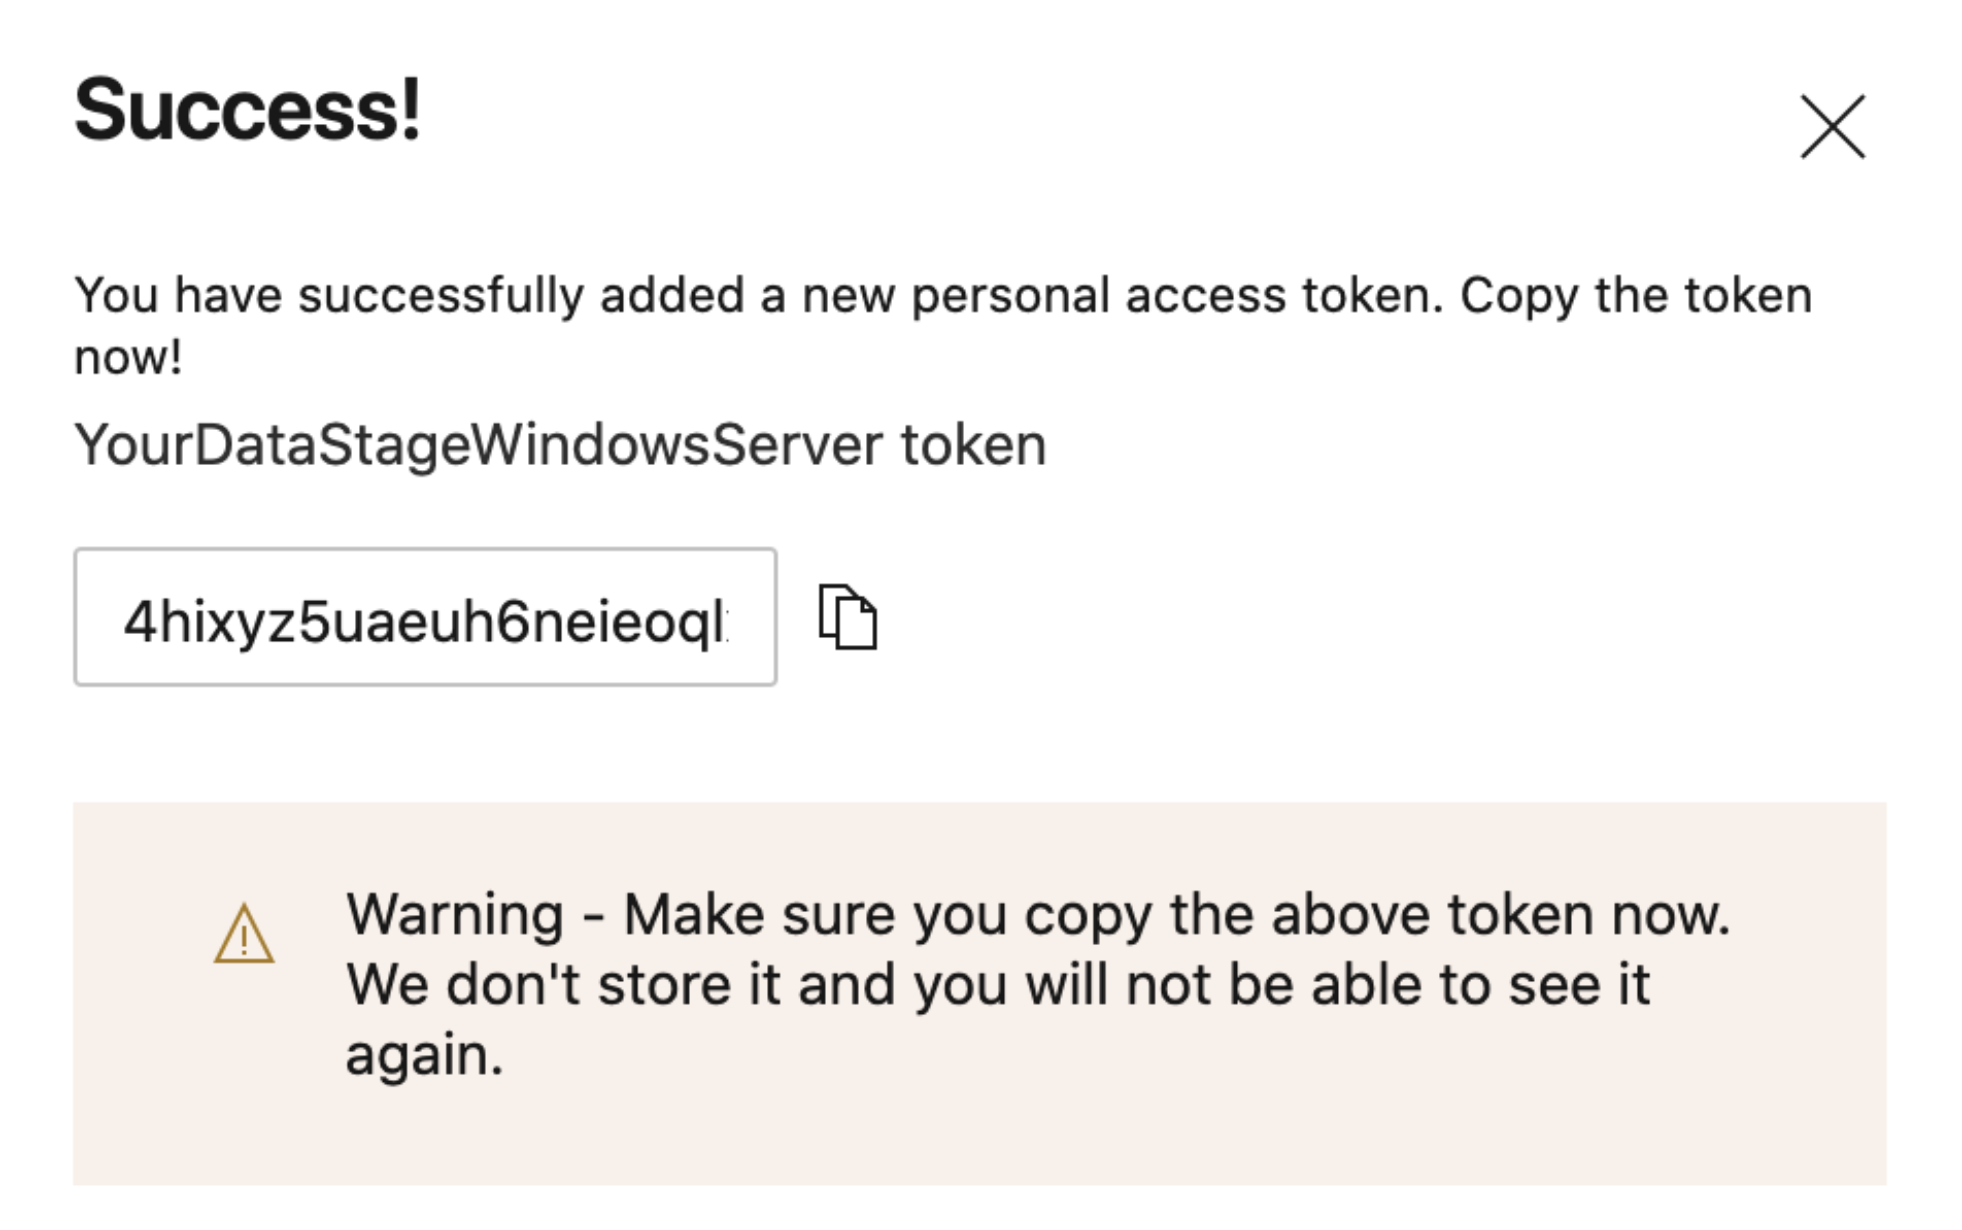 Success!
You have successfully added a new personal access token. Copy the token
now!
YourDataStageWindowsServer token
4hixyz5uaeuh6neieoql
Warning - Make sure you copy the above token now.
We don't store it and you will not be able to see it
again.